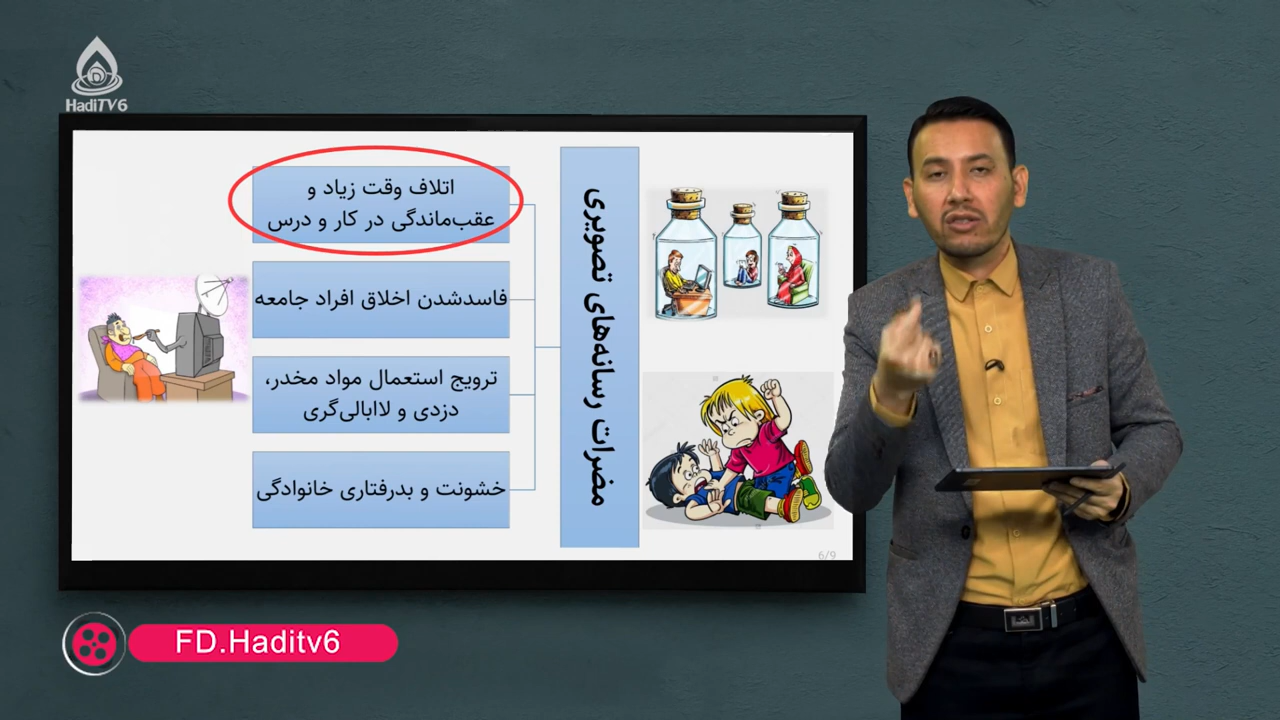 HadiTV6
مضرات رسانه‌های تصویری
اتلاف وقت زیاد و
عقب‌ماندگی در کار و درس
فاسدشدن اخلاق افراد جامعه
ترویج استعمال مواد مخدر،
دزدی و لاابالی‌گری
خشونت و بدرفتاری خانوادگی
6/9
FD.Haditv6